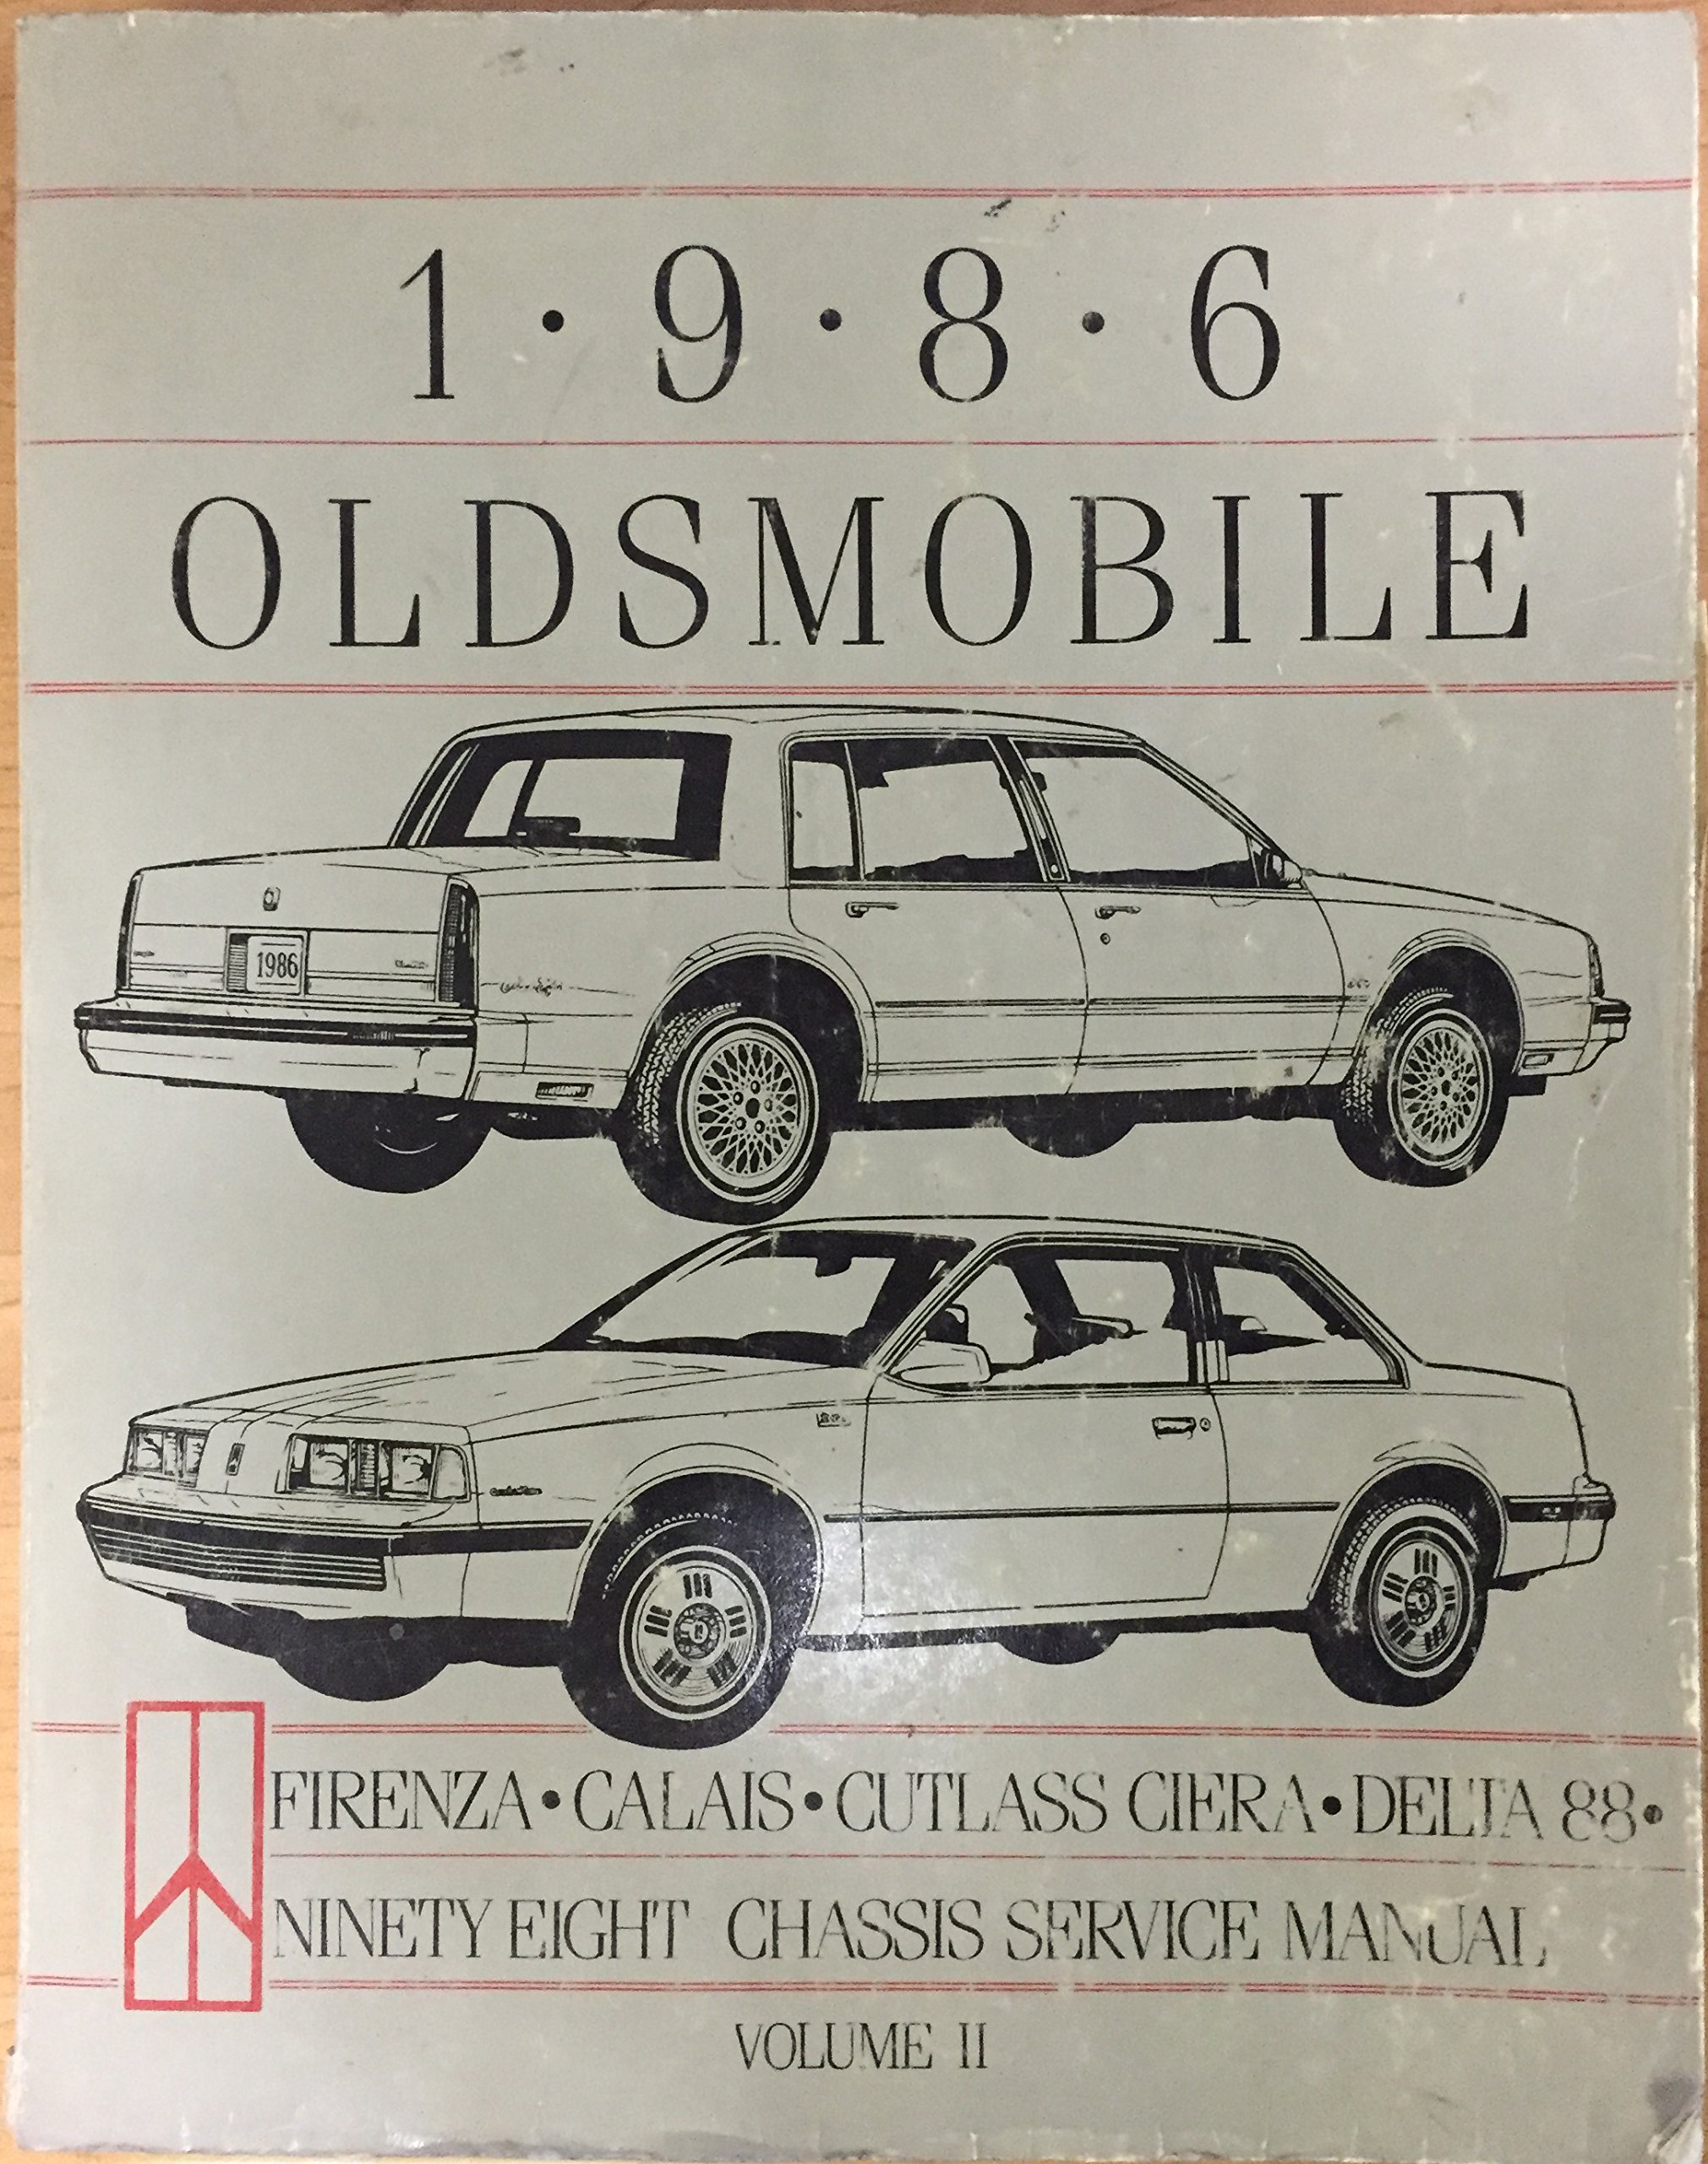 1 • 9 • 8 • 6
OLDSMOBILE
1986
FIRENZA • CALAIS • CUTLASS CIERA • DELTA 88 •
NINETY EIGHT CHASSIS SERVICE MANUAL
VOLUME II